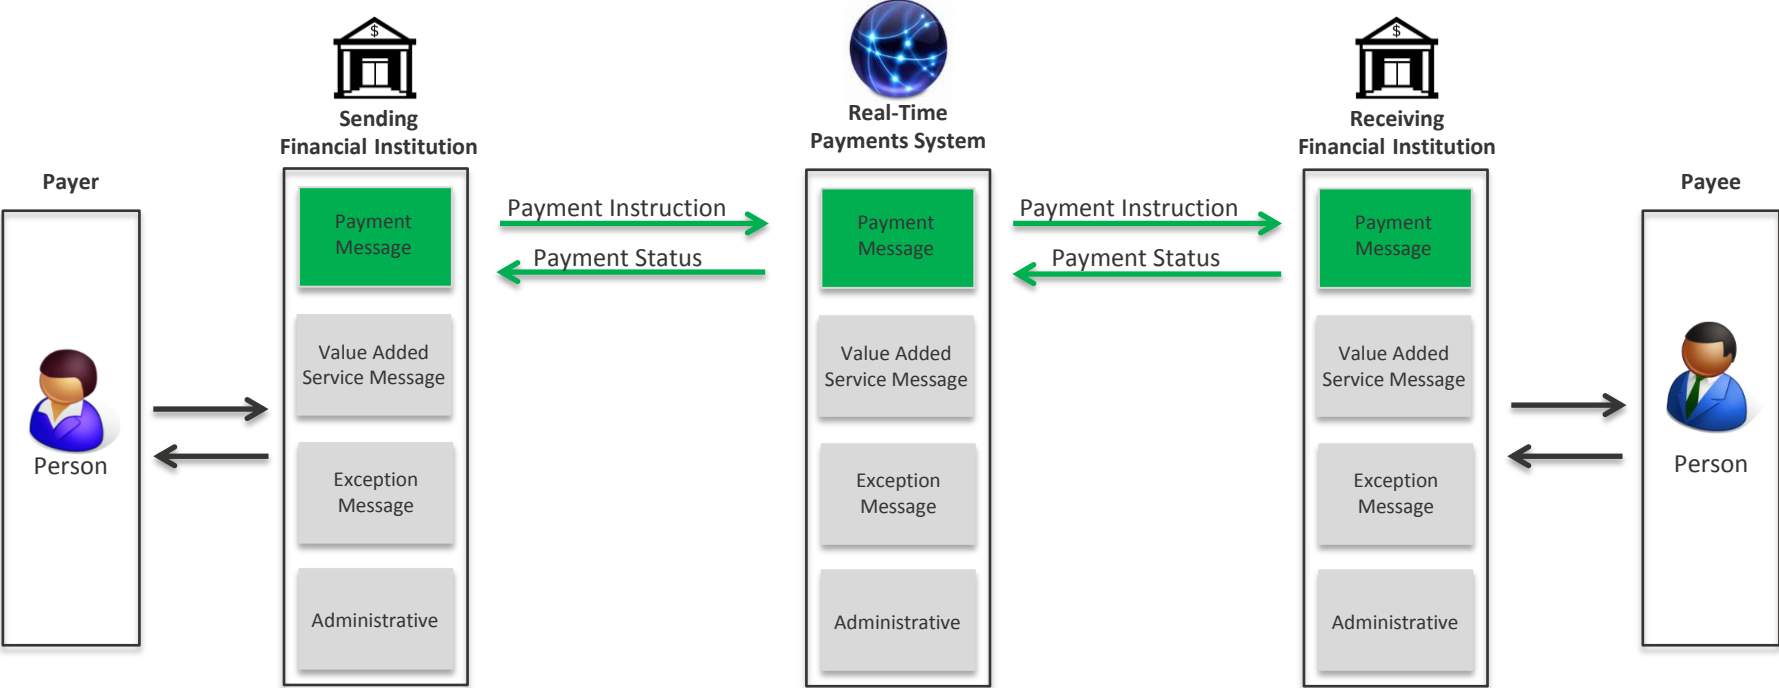 $
$
Sending
Financial Institution
Real-Time
Payments System
Receiving
Financial Institution
Payer
Payee
Payment
Message
Payment Instruction
Payment Status
Payment
Message
Payment Instruction
Payment Status
Payment
Message
Value Added
Service Message
Value Added
Service Message
Value Added
Service Message
Person
Person
Exception
Message
Exception
Message
Exception
Message
Administrative
Administrative
Administrative